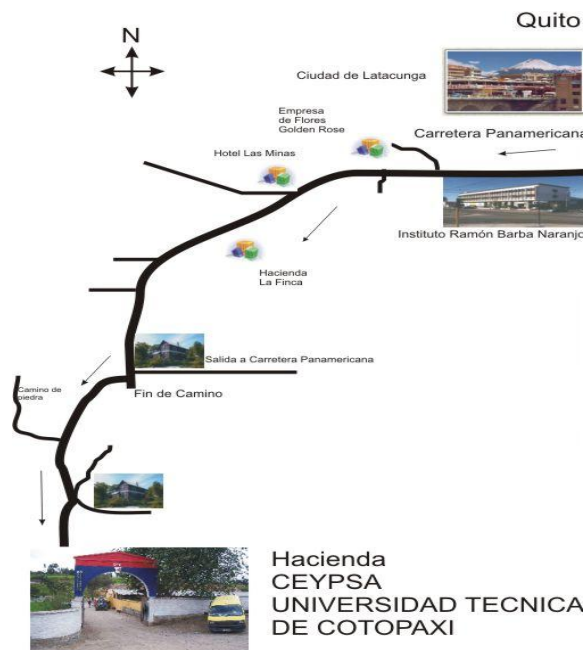 Quito
N
Ciudad de Latacunga
Empresa
de Flores
Golden Rose
Carretera Panamericana
Hotel Las Minas
Instituto Ramón Barba Naranjo
Hacienda
La Finca
Salida a Carretera Panamericana
Camino de
piedra
Fin de Camino
Hacienda
CEYPSA
UNIVERSIDAD TECNICA
DE COTOPAXI